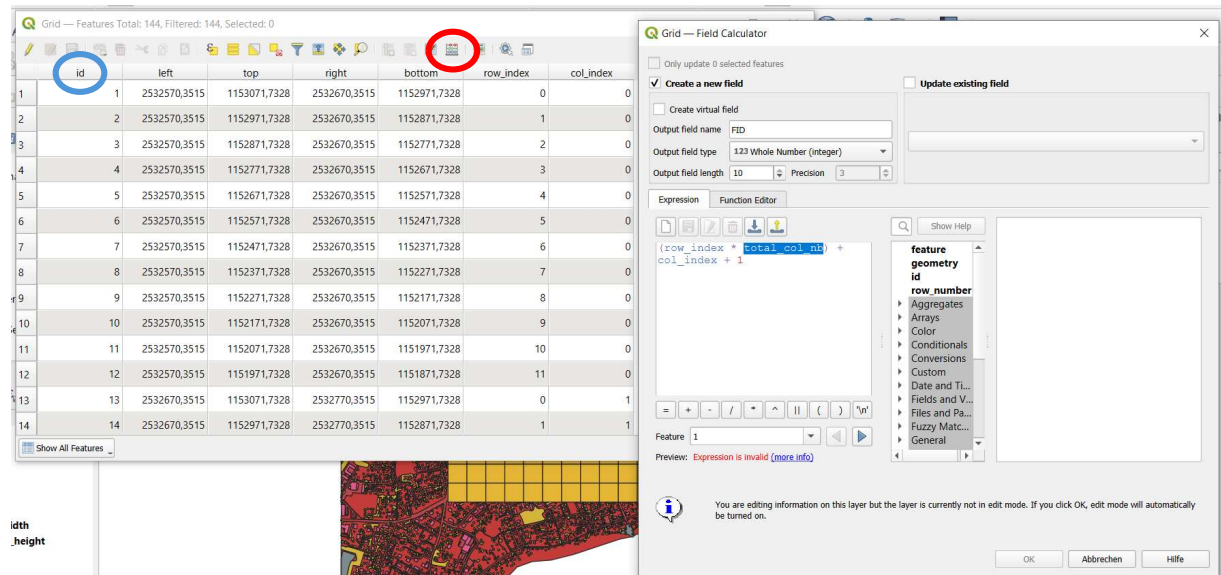 Grid — Features Total: 144, Filtered: 144, Selected: 0
id left top right bottom row_index col_index
1 1 2532570,3515 1153071,7328 2532670,3515 1152971,7328 0 0
2 2 2532570,3515 1152971,7328 2532670,3515 1152871,7328 1 0
3 3 2532570,3515 1152871,7328 2532670,3515 1152771,7328 2 0
4 4 2532570,3515 1152771,7328 2532670,3515 1152671,7328 3 0
5 5 2532570,3515 1152671,7328 2532670,3515 1152571,7328 4 0
6 6 2532570,3515 1152571,7328 2532670,3515 1152471,7328 5 0
7 7 2532570,3515 1152471,7328 2532670,3515 1152371,7328 6 0
8 8 2532570,3515 1152371,7328 2532670,3515 1152271,7328 7 0
9 9 2532570,3515 1152271,7328 2532670,3515 1152171,7328 8 0
10 10 2532570,3515 1152171,7328 2532670,3515 1152071,7328 9 0
11 11 2532570,3515 1152071,7328 2532670,3515 1151971,7328 10 0
12 12 2532570,3515 1151971,7328 2532670,3515 1151871,7328 11 0
13 13 2532670,3515 1153071,7328 2532770,3515 1152971,7328 0 1
14 14 2532670,3515 1152971,7328 2532770,3515 1152871,7328 1 1
Show All Features
idth
_height
Grid — Field Calculator
Only update 0 selected features
Create a new field
Update existing field
Create virtual field
Output field name FID
Output field type 123 Whole Number (integer)
Output field length 10 Precision 3
Expression Function Editor
Show Help
(row_index * total_col_nb) +
col_index + 1
feature
geometry
id
row_number
Aggregates
Arrays
Color
Conditionals
Conversions
Custom
Date and Ti...
Fields and V...
Files and Pa...
Fuzzy Matc...
General
= + - / * ^ || ( ) '\n'
Feature 1
Preview: Expression is invalid (more info)
You are editing information on this layer but the layer is currently not in edit mode. If you click OK, edit mode will automatically
be turned on.
OK Abbrechen Hilfe